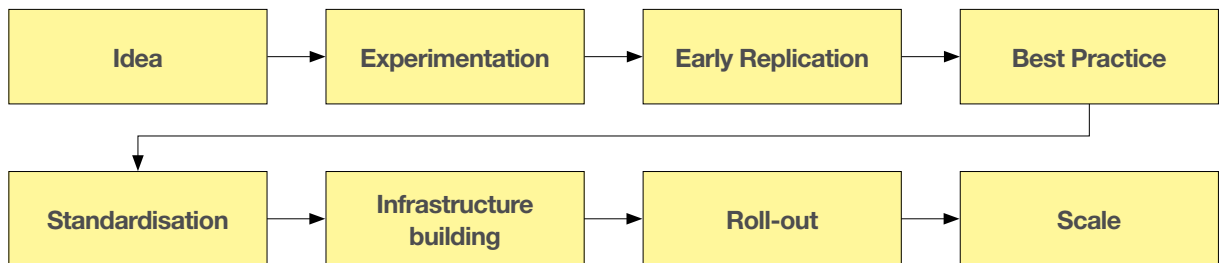 Idea
Experimentation
Early Replication
Best Practice
Standardisation
Infrastructure
building
Roll-out
Scale